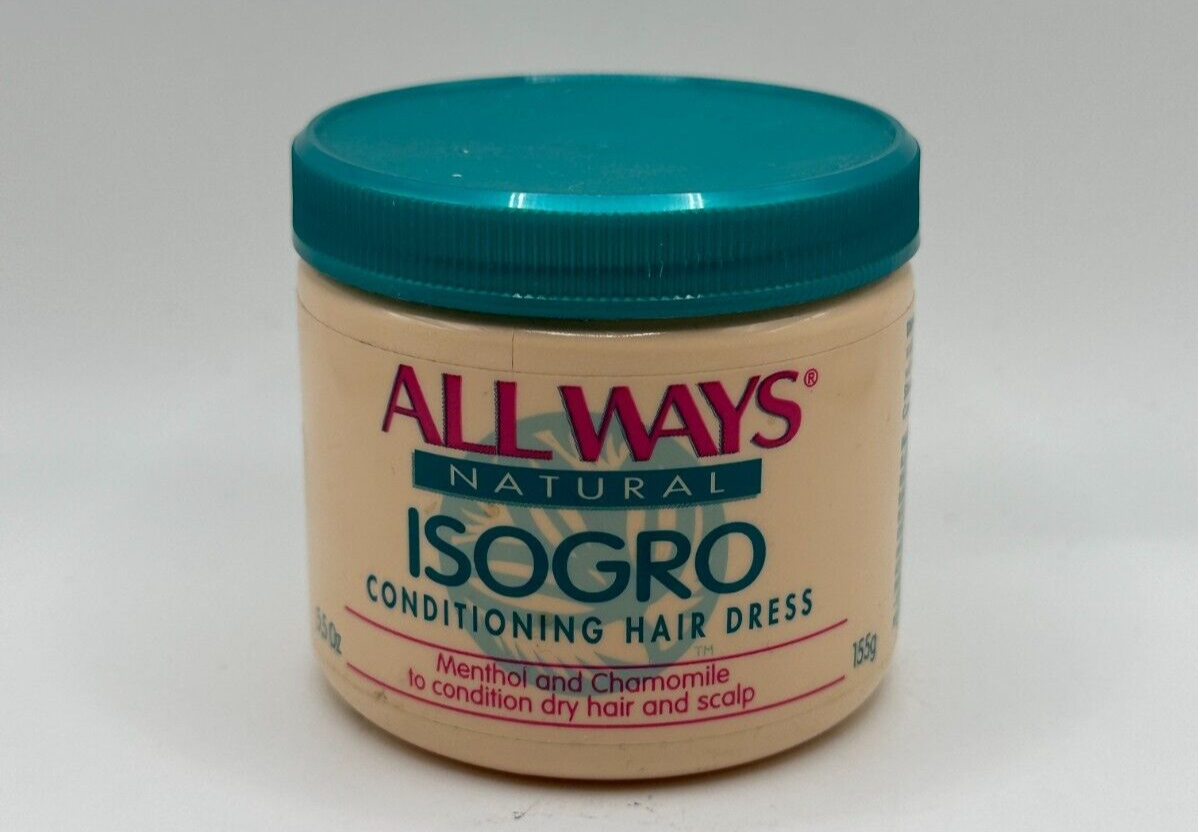 ALL WAYS®
NATURAL
ISOGRO
CONDITIONING HAIR DRESS
TM
5.5 Oz
155g
Menthol and Chamomile
to condition dry hair and scalp